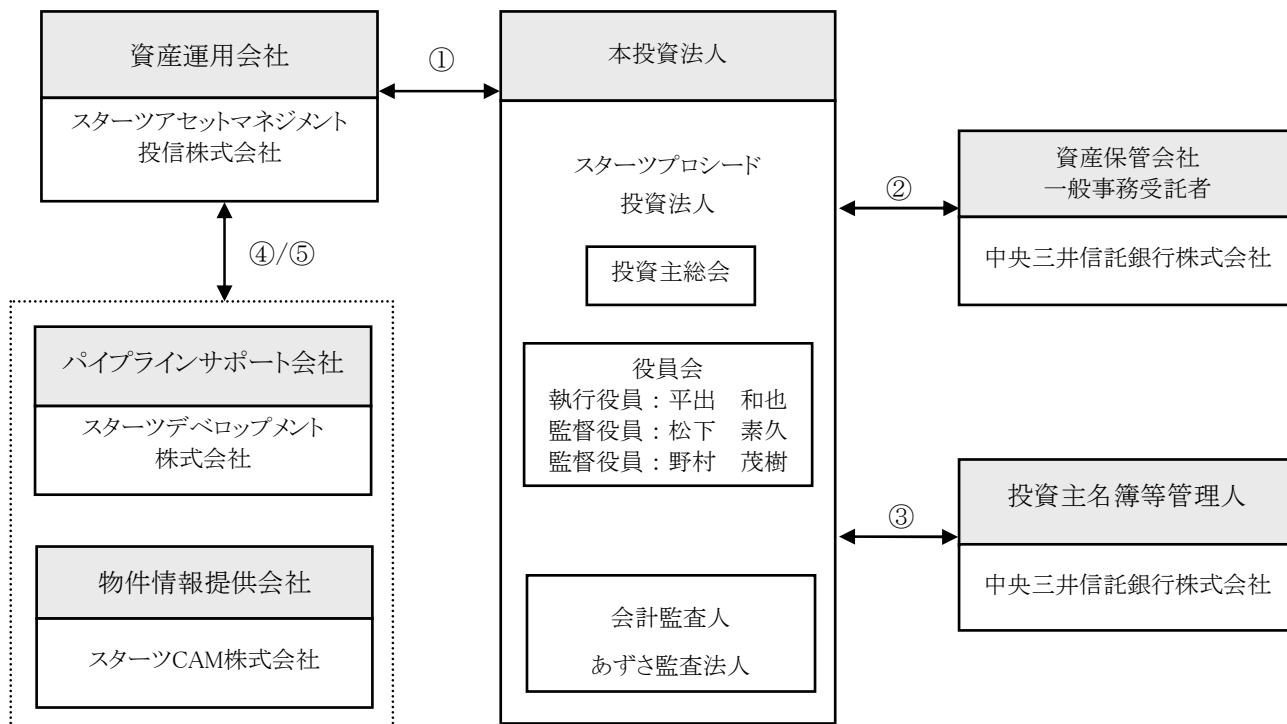 資産運用会社
スターツアセットマネジメント
投信株式会社
①
④/⑤
パイプラインサポート会社
スターツデベロップメント
株式会社
物件情報提供会社
スターツCAM株式会社
本投資法人
スターツプロシード
投資法人
投資主総会
役員会
執行役員：平出　和也
監督役員：松下　素久
監督役員：野村　茂樹
会計監査人
あずさ監査法人
②
資産保管会社
一般事務受託者
中央三井信託銀行株式会社
③
投資主名簿等管理人
中央三井信託銀行株式会社